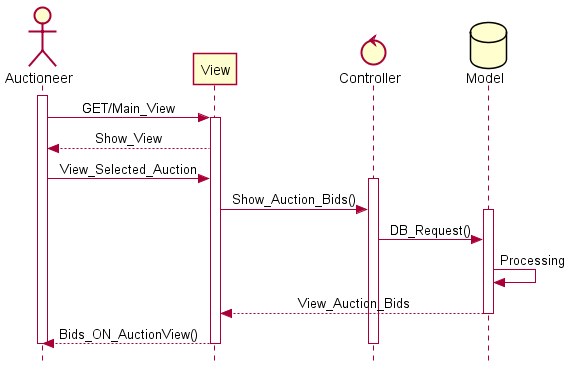 Auctioneer
View
Controller
Model
GET/Main_View
Show_View
View_Selected_Auction
Show_Auction_Bids()
DB_Request()
Processing
View_Auction_Bids
Bids_ON_AuctionView()